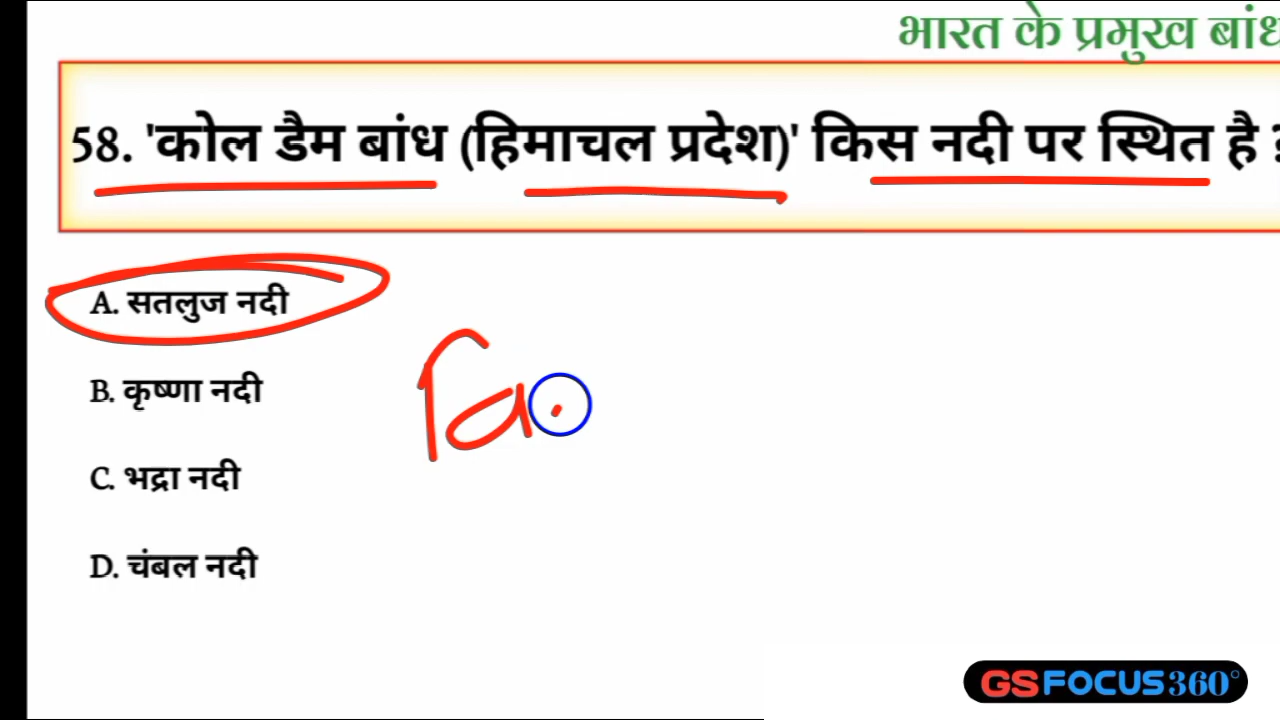 भारत के प्रमुख बांध
58. 'कोल डैम बांध (हिमाचल प्रदेश)' किस नदी पर स्थित है ?
A. सतलुज नदी
B. कृष्णा नदी
C. भद्रा नदी
D. चंबल नदी
GSFOCUS360°